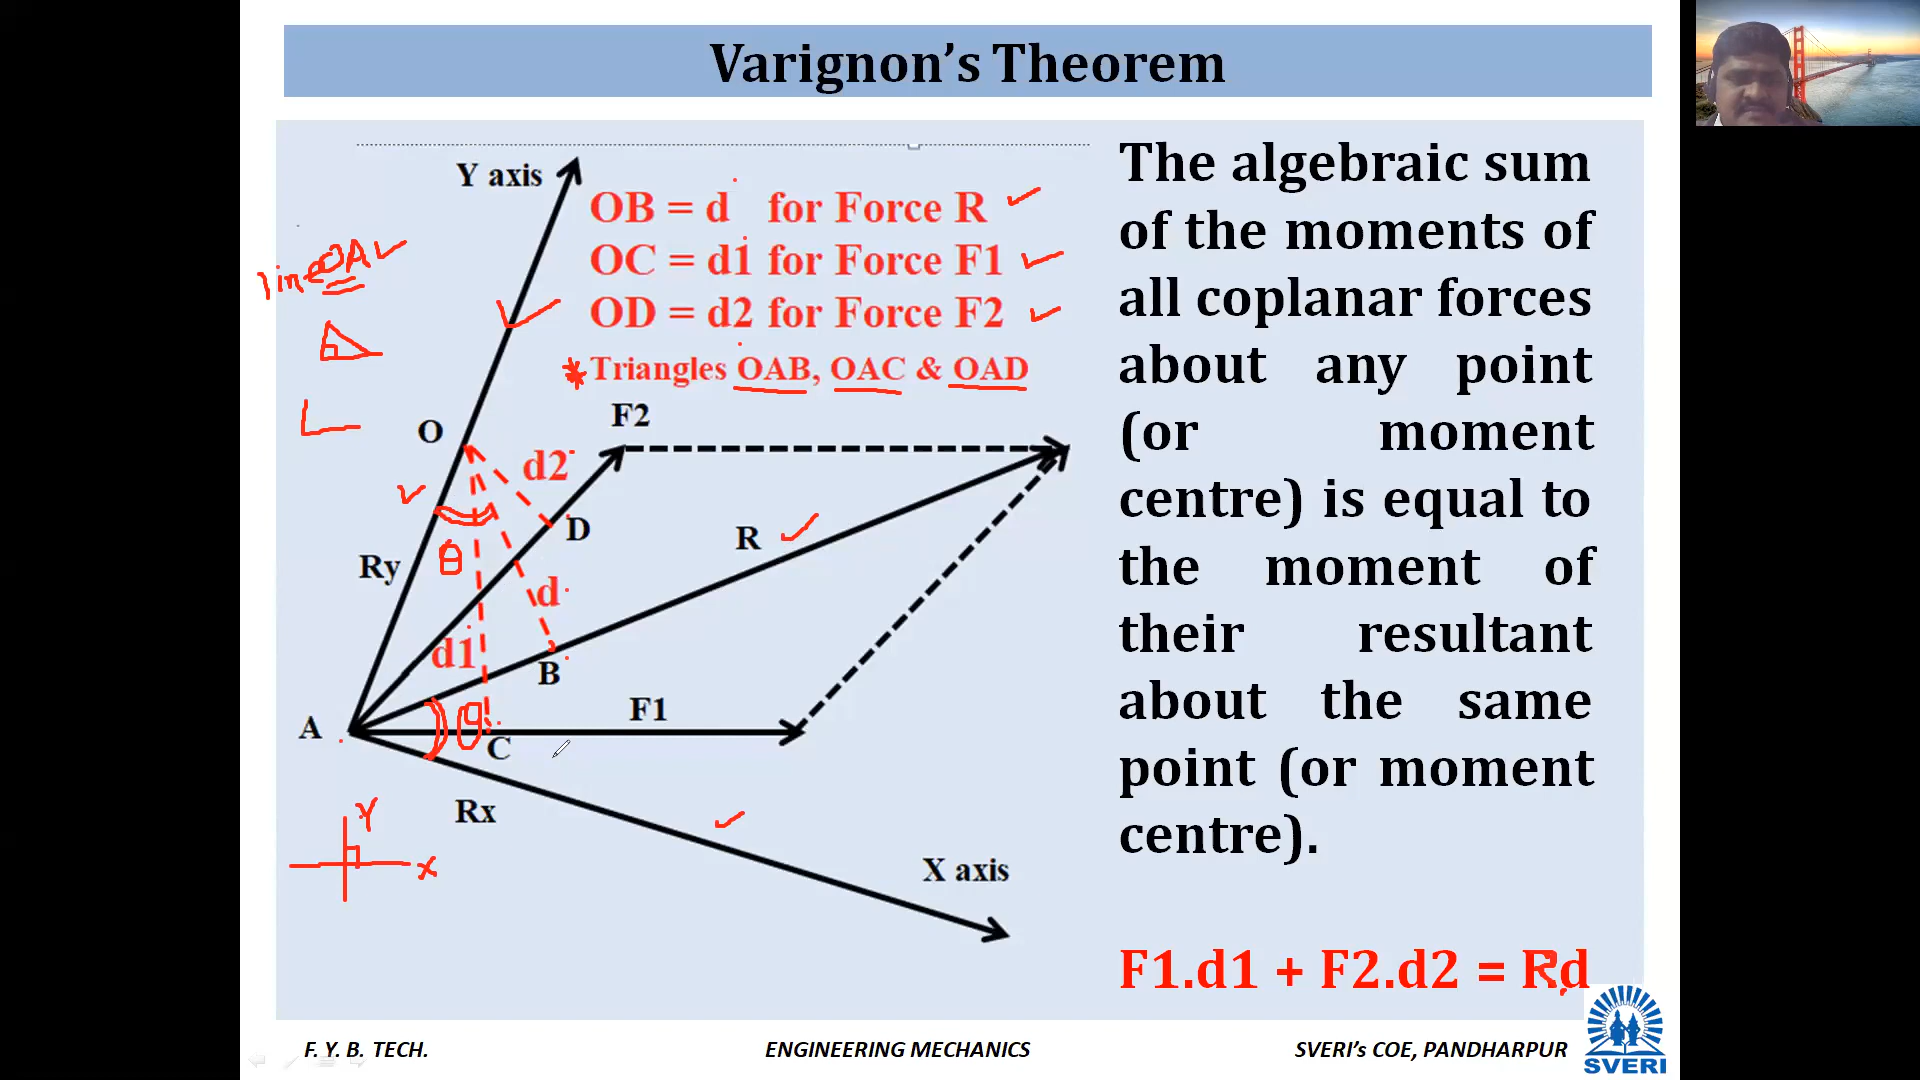 Varignon's Theorem
Y axis
OB = d for Force R
OC = d1 for Force F1
OD = d2 for Force F2
* Triangles OAB, OAC & OAD
line OA
F2
O
d2
D
R
θ
Ry
d
d1
B
F1
A
θ
C
Rx
Y
X
X axis
The algebraic sum
of the moments of
all coplanar forces
about any point
(or moment
centre) is equal to
the moment of
their resultant
about the same
point (or moment
centre).
F1.d1 + F2.d2 = R.d
F. Y. B. TECH.
ENGINEERING MECHANICS
SVERI's COE, PANDHARPUR
SVERI